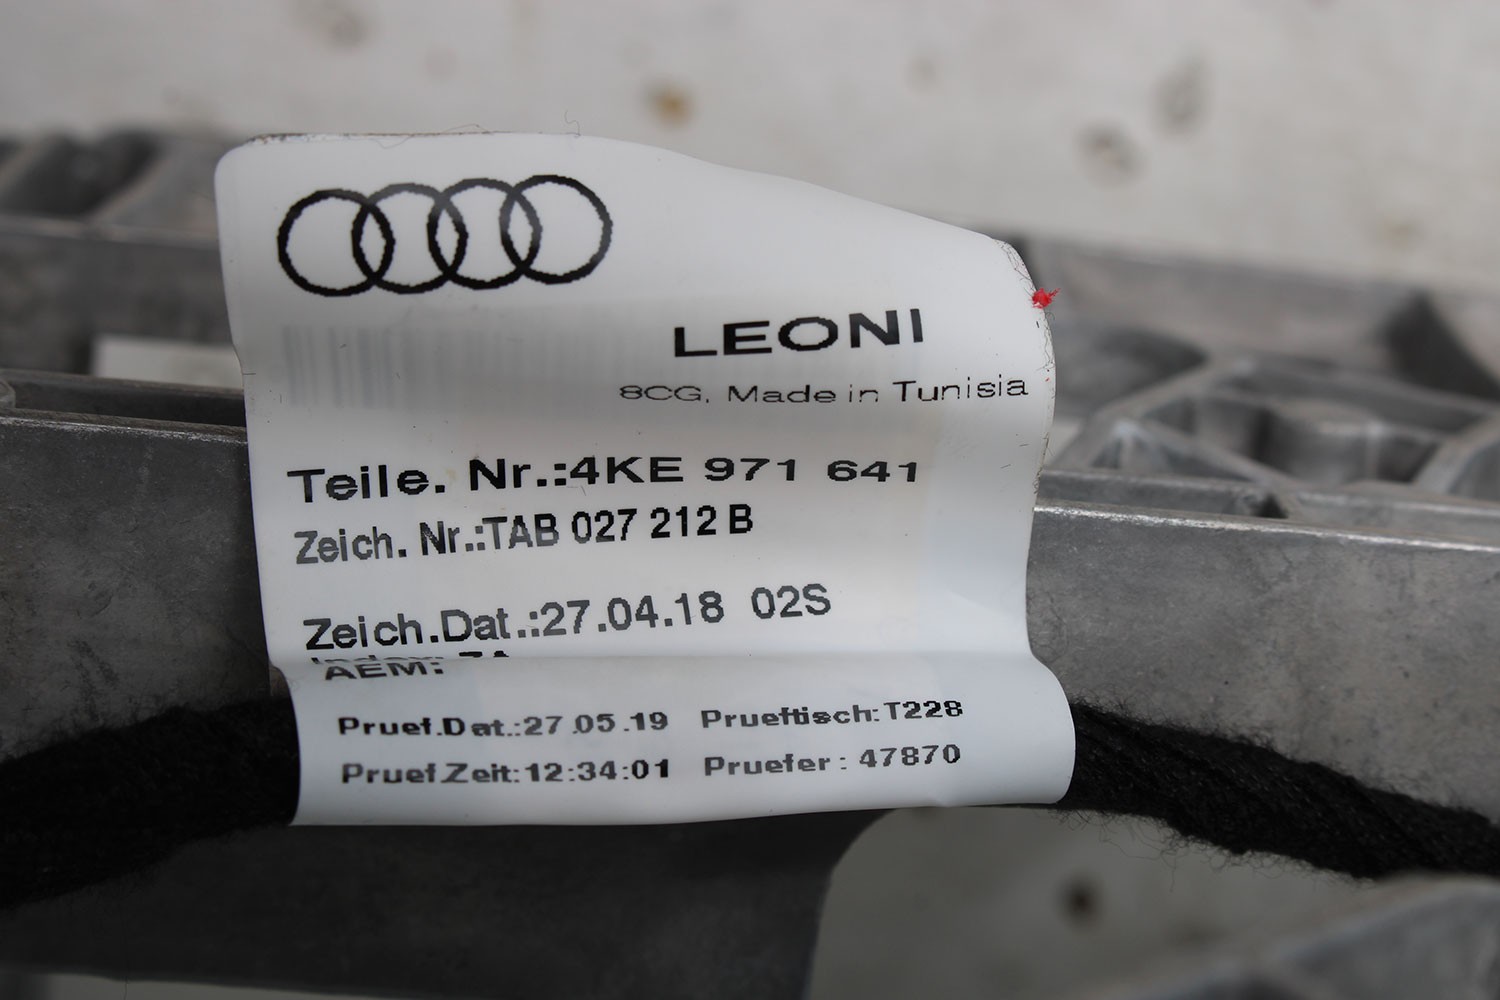 LEONI
8CG, Made in Tunisia
Teile. Nr.:4KE 971 641
Zeich. Nr.:TAB 027 212 B
Zeich.Dat.:27.04.18 02S
AEM:
Pruef.Dat.:27.05.19 Prueftisch:T228
Pruef.Zeit:12:34:01 Pruefer: 47870